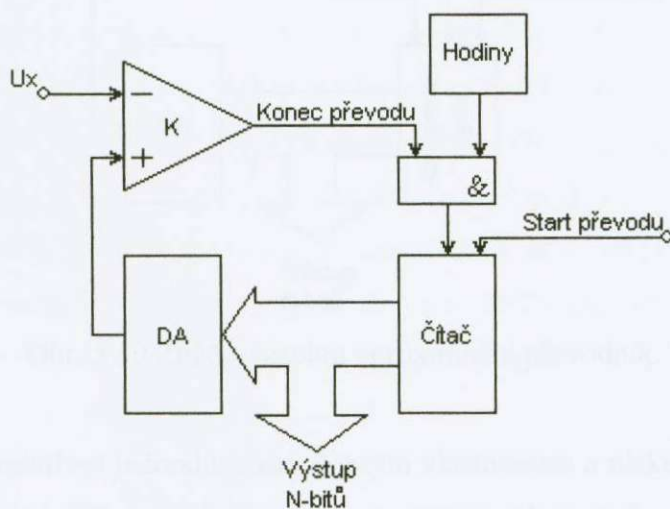 Hodiny
Ux
−
K
+
Konec převodu
&
Start převodu
DA
Čítač
Výstup
N-bitů